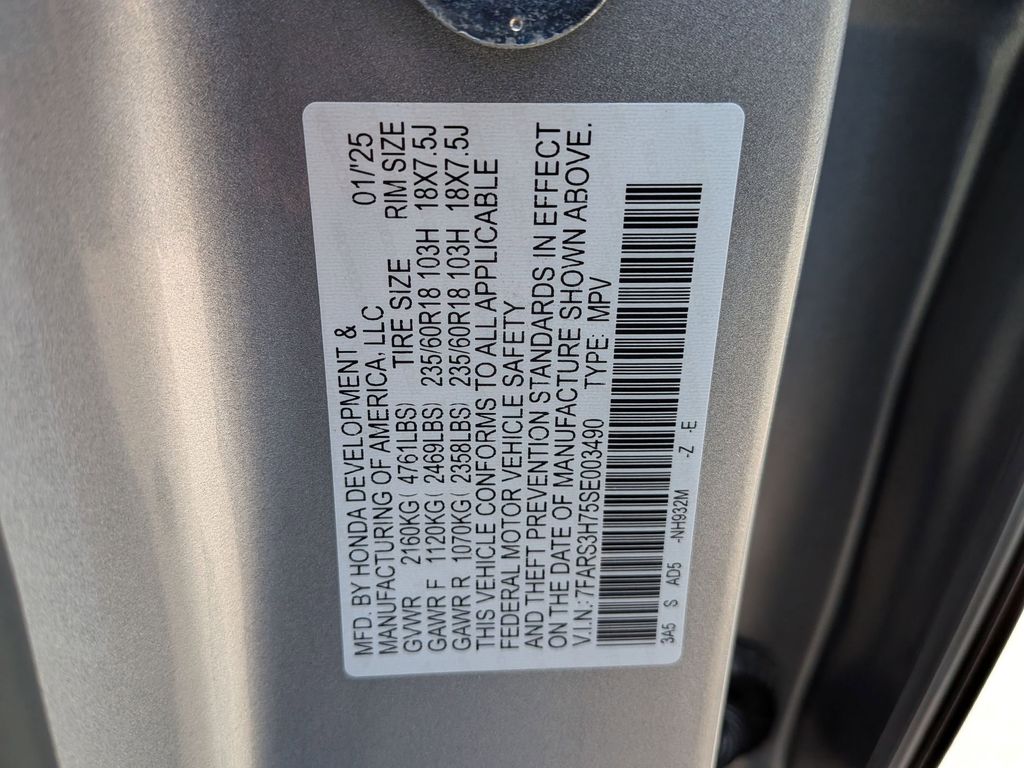 MFD. BY HONDA DEVELOPMENT & 01/'25
MANUFACTURING OF AMERICA, LLC
TIRE SIZE RIM SIZE
GVWR 2160KG( 4761LBS)
GAWR F 1120KG( 2469LBS) 235/60R18 103H 18X7.5J
GAWR R 1070KG( 2358LBS) 235/60R18 103H 18X7.5J
THIS VEHICLE CONFORMS TO ALL APPLICABLE
FEDERAL MOTOR VEHICLE SAFETY
AND THEFT PREVENTION STANDARDS IN EFFECT
ON THE DATE OF MANUFACTURE SHOWN ABOVE.
V.I.N.: 7FARS3H75SE003490 TYPE: MPV
3A5 S AD5 -NH932M -Z -E